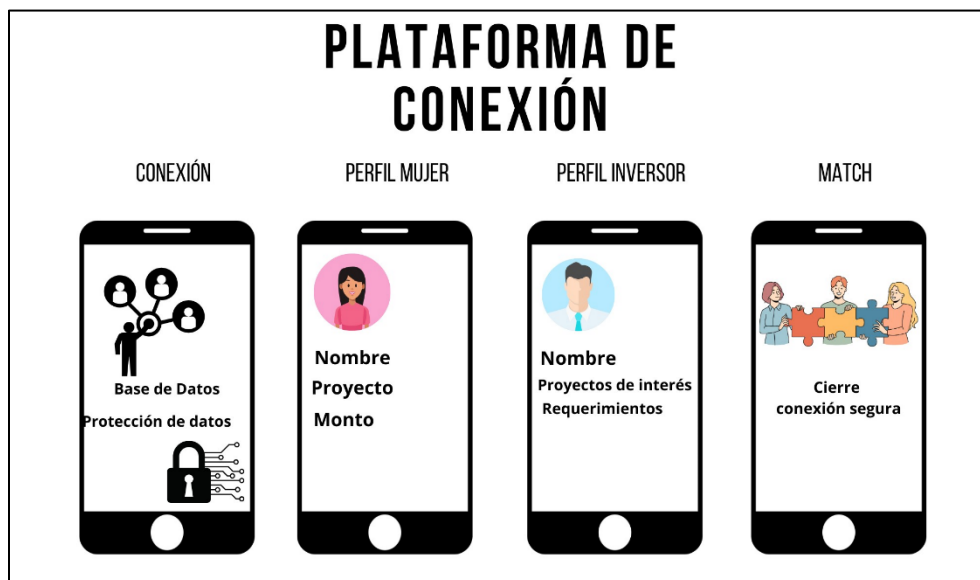 PLATAFORMA DE
CONEXIÓN
CONEXIÓN
PERFIL MUJER
PERFIL INVERSOR
MATCH
Base de Datos
Protección de datos
Nombre
Proyecto
Monto
Nombre
Proyectos de interés
Requerimientos
Cierre
conexión segura